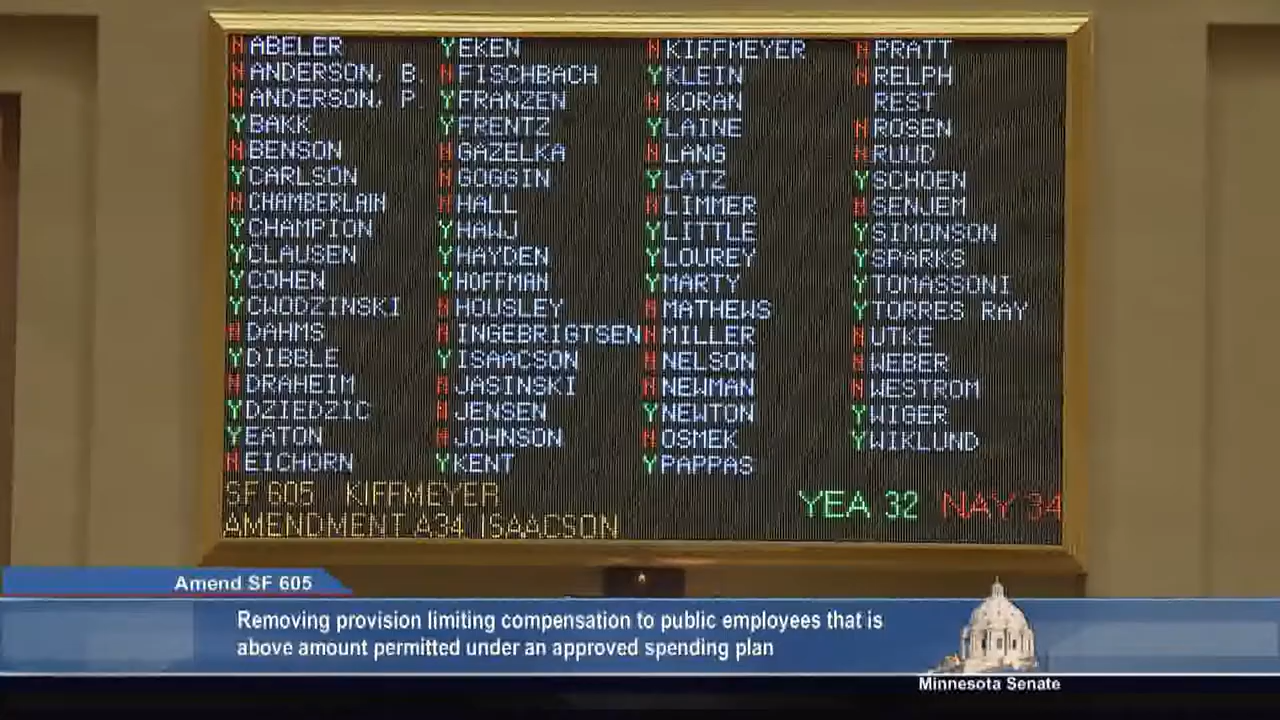 N ABELER
N ANDERSON, B.
N ANDERSON, P.
Y BAKK
N BENSON
Y CARLSON
N CHAMBERLAIN
Y CHAMPION
Y CLAUSEN
Y COHEN
Y CWODZINSKI
N DAHMS
Y DIBBLE
N DRAHEIM
Y DZIEDZIC
Y EATON
N EICHORN
Y EKEN
N FISCHBACH
Y FRANZEN
Y FRENTZ
N GAZELKA
N GOGGIN
N HALL
Y HAWJ
Y HAYDEN
Y HOFFMAN
N HOUSLEY
N INGEBRIGTSEN
Y ISAACSON
N JASINSKI
N JENSEN
N JOHNSON
Y KENT
N KIFFMEYER
Y KLEIN
N KORAN
Y LAINE
N LANG
Y LATZ
N LIMMER
Y LITTLE
Y LOUREY
Y MARTY
N MATHEWS
N MILLER
N NELSON
N NEWMAN
Y NEWTON
N OSMEK
Y PAPPAS
N PRATT
N RELPH
REST
N ROSEN
N RUUD
Y SCHOEN
N SENJEM
Y SIMONSON
Y SPARKS
Y TOMASSONI
Y TORRES RAY
N UTKE
N WEBER
N WESTROM
Y WIGER
Y WIKLUND
SF 605 KIFFMEYER
AMENDMENT A34 ISAACSON
YEA 32 NAY 34
Amend SF 605
Removing provision limiting compensation to public employees that is
above amount permitted under an approved spending plan
Minnesota Senate